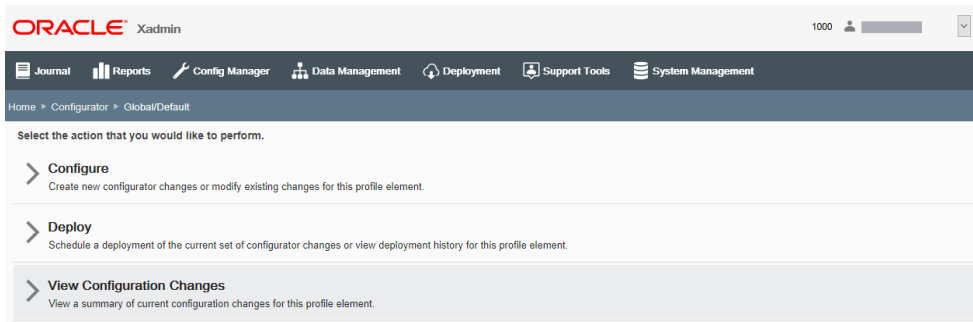 ORACLE® Xadmin 1000
Journal Reports Config Manager Data Management Deployment Support Tools System Management
Home Configurator Global/Default
Select the action that you would like to perform.
Configure
Create new configurator changes or modify existing changes for this profile element.
Deploy
Schedule a deployment of the current set of configurator changes or view deployment history for this profile element.
View Configuration Changes
View a summary of current configuration changes for this profile element.